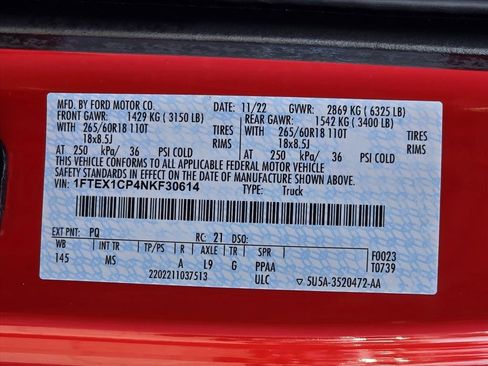 MFD. BY FORD MOTOR CO. 11/22 GVWR: 2869 KG ( 6325 LB)
FRONT GAWR: 1429 KG ( 3150 LB) REAR GAWR: 1542 KG ( 3400 LB)
WITH 265/60R18 110T TIRES WITH 265/60R18 110T TIRES
18x8.5J RIMS 18x8.5J RIMS
AT 250 kPa/ 36 PSI COLD AT 250 kPa/ 36 PSI COLD
THIS VEHICLE CONFORMS TO ALL APPLICABLE FEDERAL MOTOR VEHICLE
SAFETY STANDARDS IN EFFECT ON THE DATE OF MANUFACTURE SHOWN ABOVE.
VIN: 1FTEX1CP4NKF30614 TYPE: Truck
EXT PNT: PQ RC: 21 DSO:
WB INT TR TP/PS R AXLE TR SPR F0023
145 MS A L9 G PPAA T0739
2202211037513 ULC ▽ 5U5A-3520472-AA